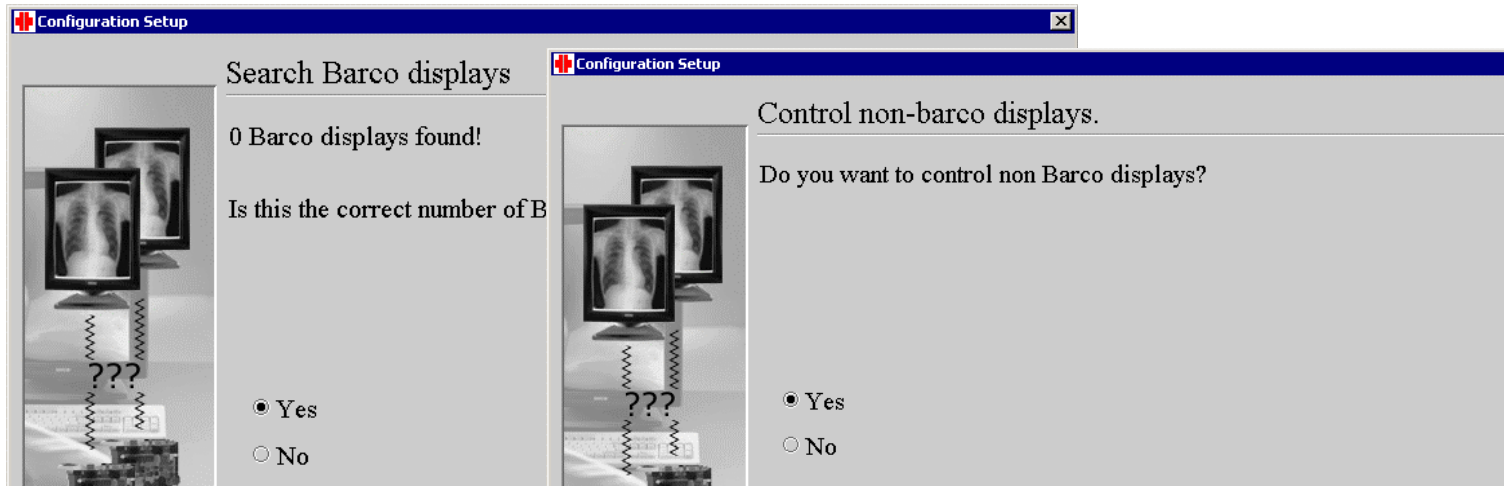 Configuration Setup
Search Barco displays
0 Barco displays found!
Is this the correct number of B
???
Yes
No
Configuration Setup
Control non-barco displays.
Do you want to control non Barco displays?
???
Yes
No